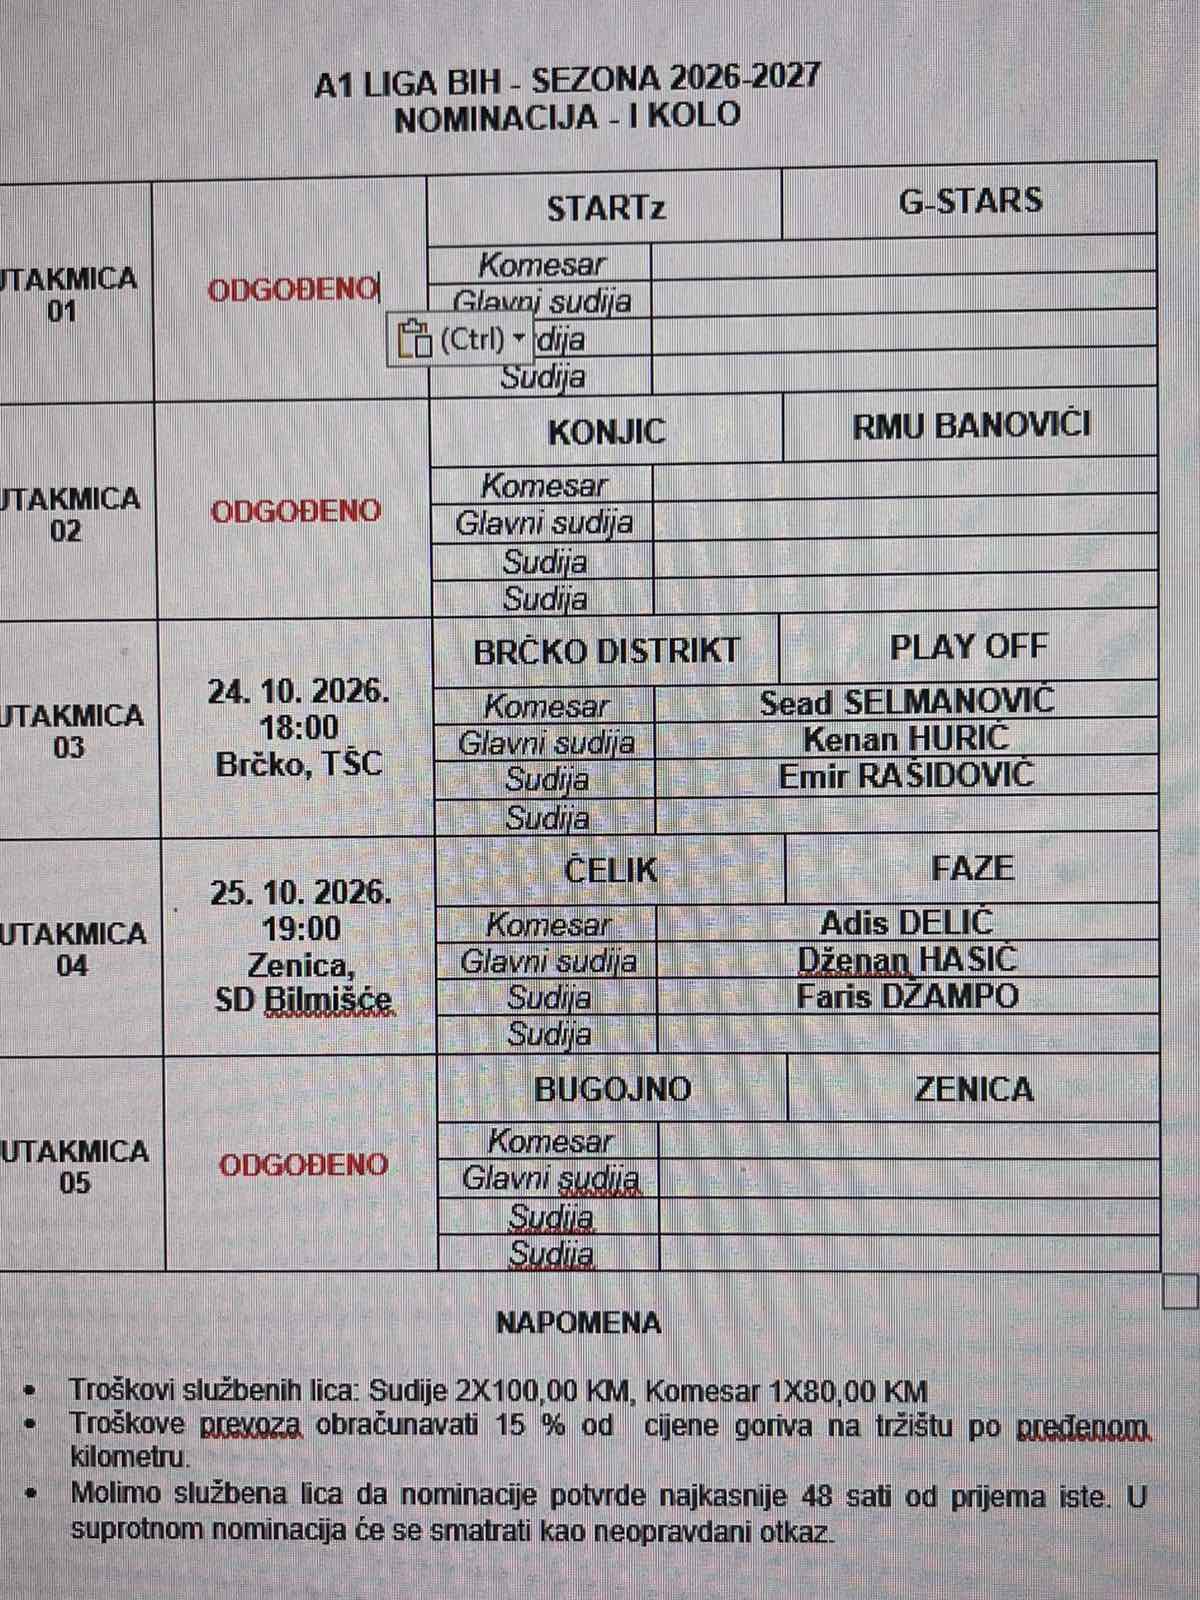 A1 LIGA BIH - SEZONA 2026-2027
NOMINACIJA - I KOLO
UTAKMICA
01
ODGOĐENO
STARTz
G-STARS
Komesar
Glavni sudija
dija
Sudija
(Ctrl)
UTAKMICA
02
ODGOĐENO
KONJIC
RMU BANOVIĆI
Komesar
Glavni sudija
Sudija
Sudija
UTAKMICA
03
24. 10. 2026.
18:00
Brčko, TŠC
BRČKO DISTRIKT
PLAY OFF
Komesar
Sead SELMANOVIĆ
Glavni sudija
Kenan HURIĆ
Sudija
Emir RAŠIDOVIĆ
Sudija
UTAKMICA
04
25. 10. 2026.
19:00
Zenica,
SD Bilmišće
ČELIK
FAZE
Komesar
Adis DELIĆ
Glavni sudija
Dženan HASIĆ
Sudija
Faris DŽAMPO
Sudija
UTAKMICA
05
ODGOĐENO
BUGOJNO
ZENICA
Komesar
Glavni sudija
Sudija
Sudija
NAPOMENA
• Troškovi službenih lica: Sudije 2X100,00 KM, Komesar 1X80,00 KM
• Troškove prevoza obračunavati 15 % od cijene goriva na tržištu po pređenom
kilometru.
• Molimo službena lica da nominacije potvrde najkasnije 48 sati od prijema iste. U
suprotnom nominacija će se smatrati kao neopravdani otkaz.